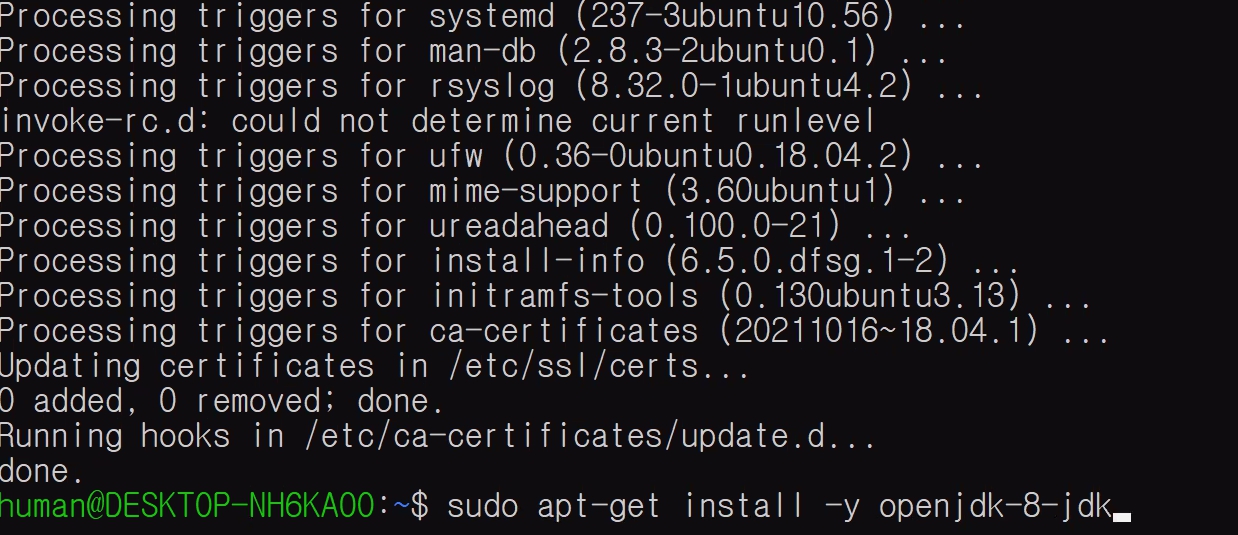 Processing triggers for systemd (237-3ubuntu10.56) ...
Processing triggers for man-db (2.8.3-2ubuntu0.1) ...
Processing triggers for rsyslog (8.32.0-1ubuntu4.2) ...
invoke-rc.d: could not determine current runlevel
Processing triggers for ufw (0.36-0ubuntu0.18.04.2) ...
Processing triggers for mime-support (3.60ubuntu1) ...
Processing triggers for ureadahead (0.100.0-21) ...
Processing triggers for install-info (6.5.0.dfsg.1-2) ...
Processing triggers for initramfs-tools (0.130ubuntu3.13) ...
Processing triggers for ca-certificates (20211016~18.04.1) ...
Updating certificates in /etc/ssl/certs...
0 added, 0 removed; done.
Running hooks in /etc/ca-certificates/update.d...
done.
human@DESKTOP-NH6KAOO:~$ sudo apt-get install -y openjdk-8-jdk